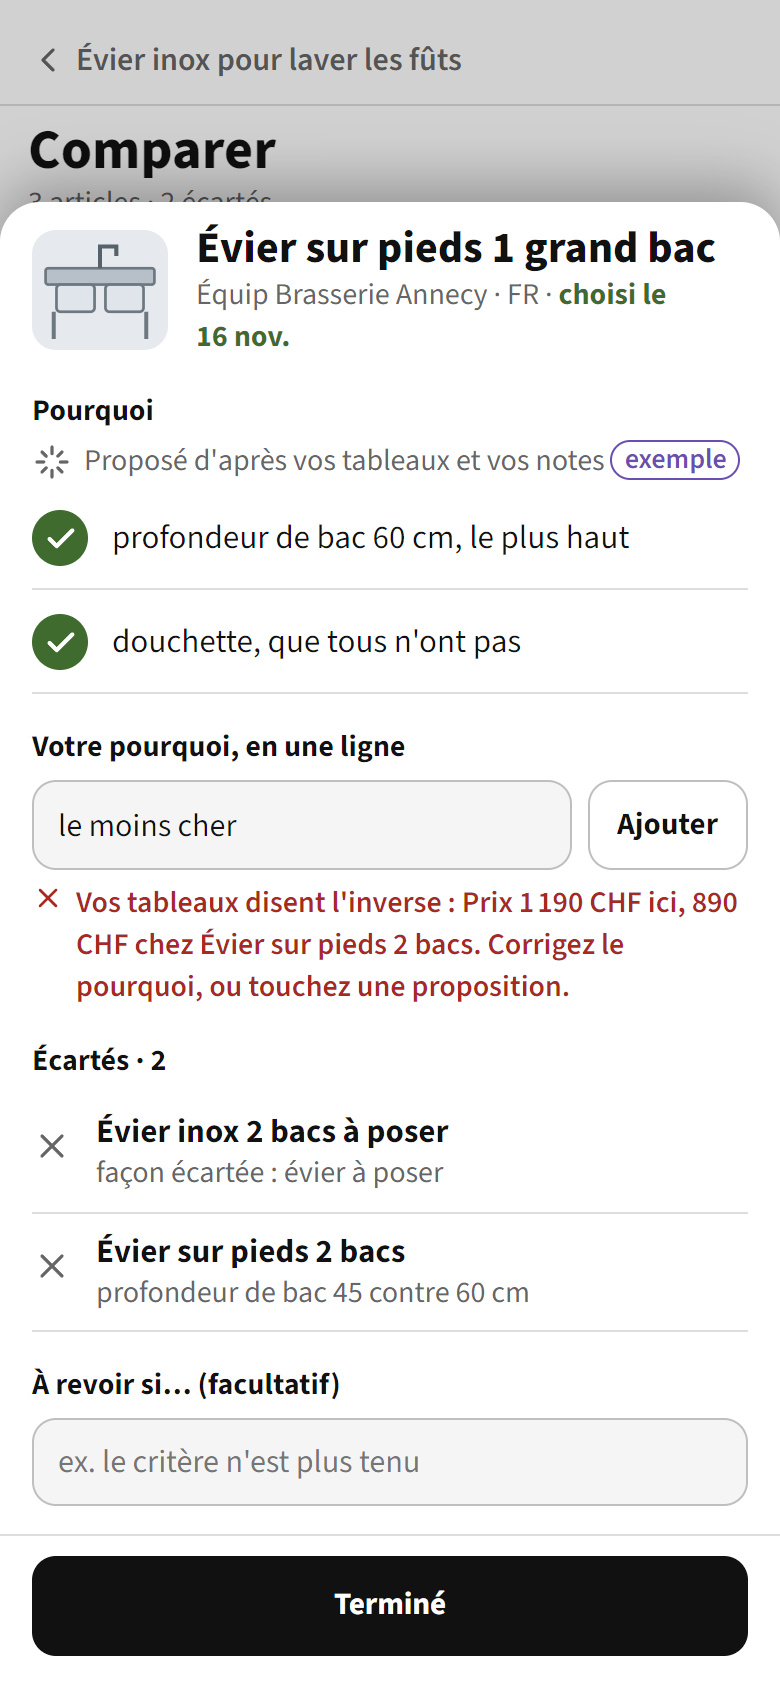 Évier inox pour laver les fûts
Comparer
3 articles · 2 écartés
Évier sur pieds 1 grand bac
Équip Brasserie Annecy · FR · choisi le
16 nov.
Pourquoi
Proposé d'après vos tableaux et vos notes exemple
profondeur de bac 60 cm, le plus haut
douchette, que tous n'ont pas
Votre pourquoi, en une ligne
le moins cher
Ajouter
Vos tableaux disent l'inverse : Prix 1 190 CHF ici, 890
CHF chez Évier sur pieds 2 bacs. Corrigez le
pourquoi, ou touchez une proposition.
Écartés · 2
Évier inox 2 bacs à poser
façon écartée : évier à poser
Évier sur pieds 2 bacs
profondeur de bac 45 contre 60 cm
À revoir si… (facultatif)
ex. le critère n'est plus tenu
Terminé